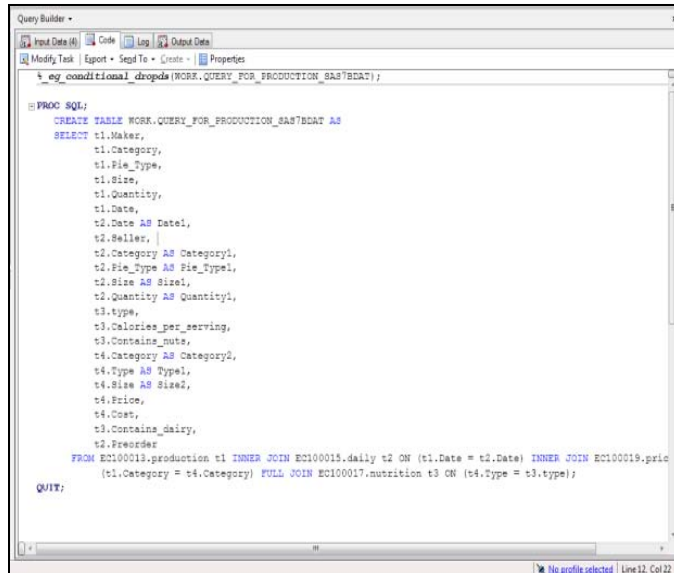 Query Builder
Input Data (4) Code Log Output Data
Modify Task Export Send To Create Properties
%_eg_conditional_dropds(WORK.QUERY_FOR_PRODUCTION_SAS7BDAT);
PROC SQL;
CREATE TABLE WORK.QUERY_FOR_PRODUCTION_SAS7BDAT AS
SELECT t1.Maker,
t1.Category,
t1.Pie_Type,
t1.Size,
t1.Quantity,
t1.Date,
t2.Date AS Date1,
t2.Seller,
t2.Category AS Category1,
t2.Pie_Type AS Pie_Type1,
t2.Size AS Size1,
t2.Quantity AS Quantity1,
t3.type,
t3.Calories_per_serving,
t3.Contains_nuts,
t4.Category AS Category2,
t4.Type AS Type1,
t4.Size AS Size2,
t4.Price,
t4.Cost,
t3.Contains_dairy,
t2.Preorder
FROM EC100013.production t1 INNER JOIN EC100015.daily t2 ON (t1.Date = t2.Date) INNER JOIN EC100019.pric
(t1.Category = t4.Category) FULL JOIN EC100017.nutrition t3 ON (t4.Type = t3.type);
QUIT;
No profile selected Line 12, Col 22